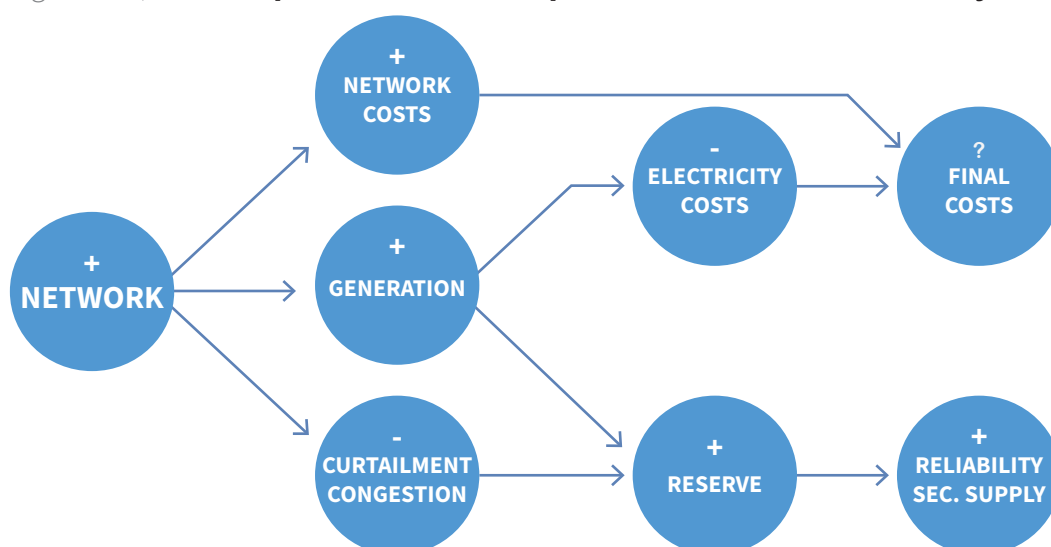 +
NETWORK
COSTS
-
ELECTRICITY
COSTS
?
FINAL
COSTS
+
NETWORK
+
GENERATION
-
CURTAILMENT
CONGESTION
+
RESERVE
+
RELIABILITY
SEC. SUPPLY